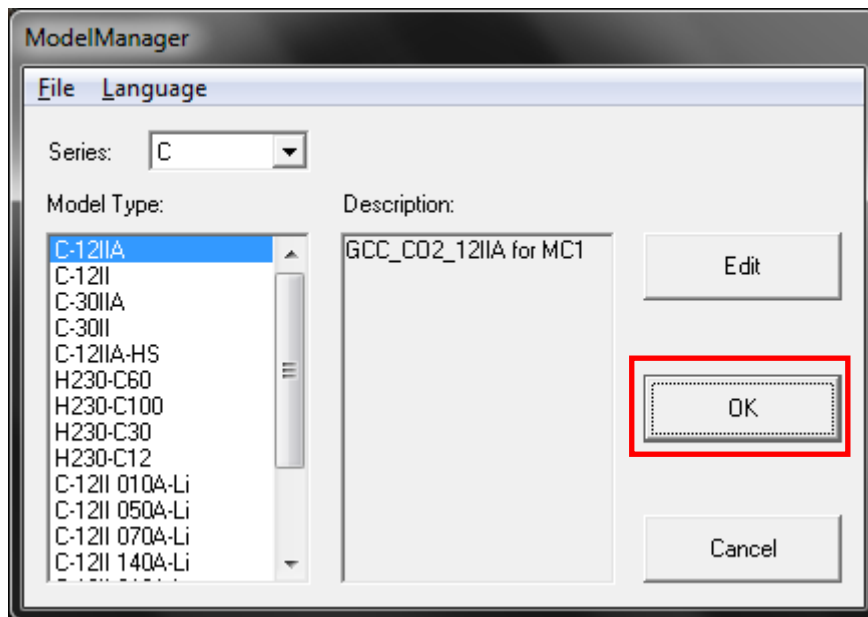 ModelManager
File Language
Series: C
Model Type:
C-12IIA
C-12II
C-30IIA
C-30II
C-12IIA-HS
H230-C60
H230-C100
H230-C30
H230-C12
C-12II 010A-Li
C-12II 050A-Li
C-12II 070A-Li
C-12II 140A-Li
Description:
GCC_CO2_12IIA for MC1
Edit
OK
Cancel